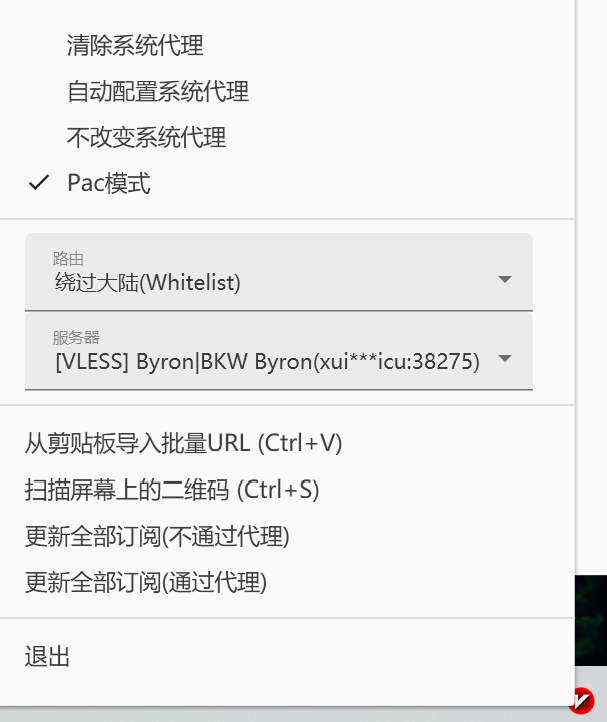 清除系统代理
自动配置系统代理
不改变系统代理
Pac模式
路由
绕过大陆(Whitelist)
服务器
[VLESS] Byron|BKW Byron(xui***icu:38275)
从剪贴板导入批量URL (Ctrl+V)
扫描屏幕上的二维码 (Ctrl+S)
更新全部订阅(不通过代理)
更新全部订阅(通过代理)
退出